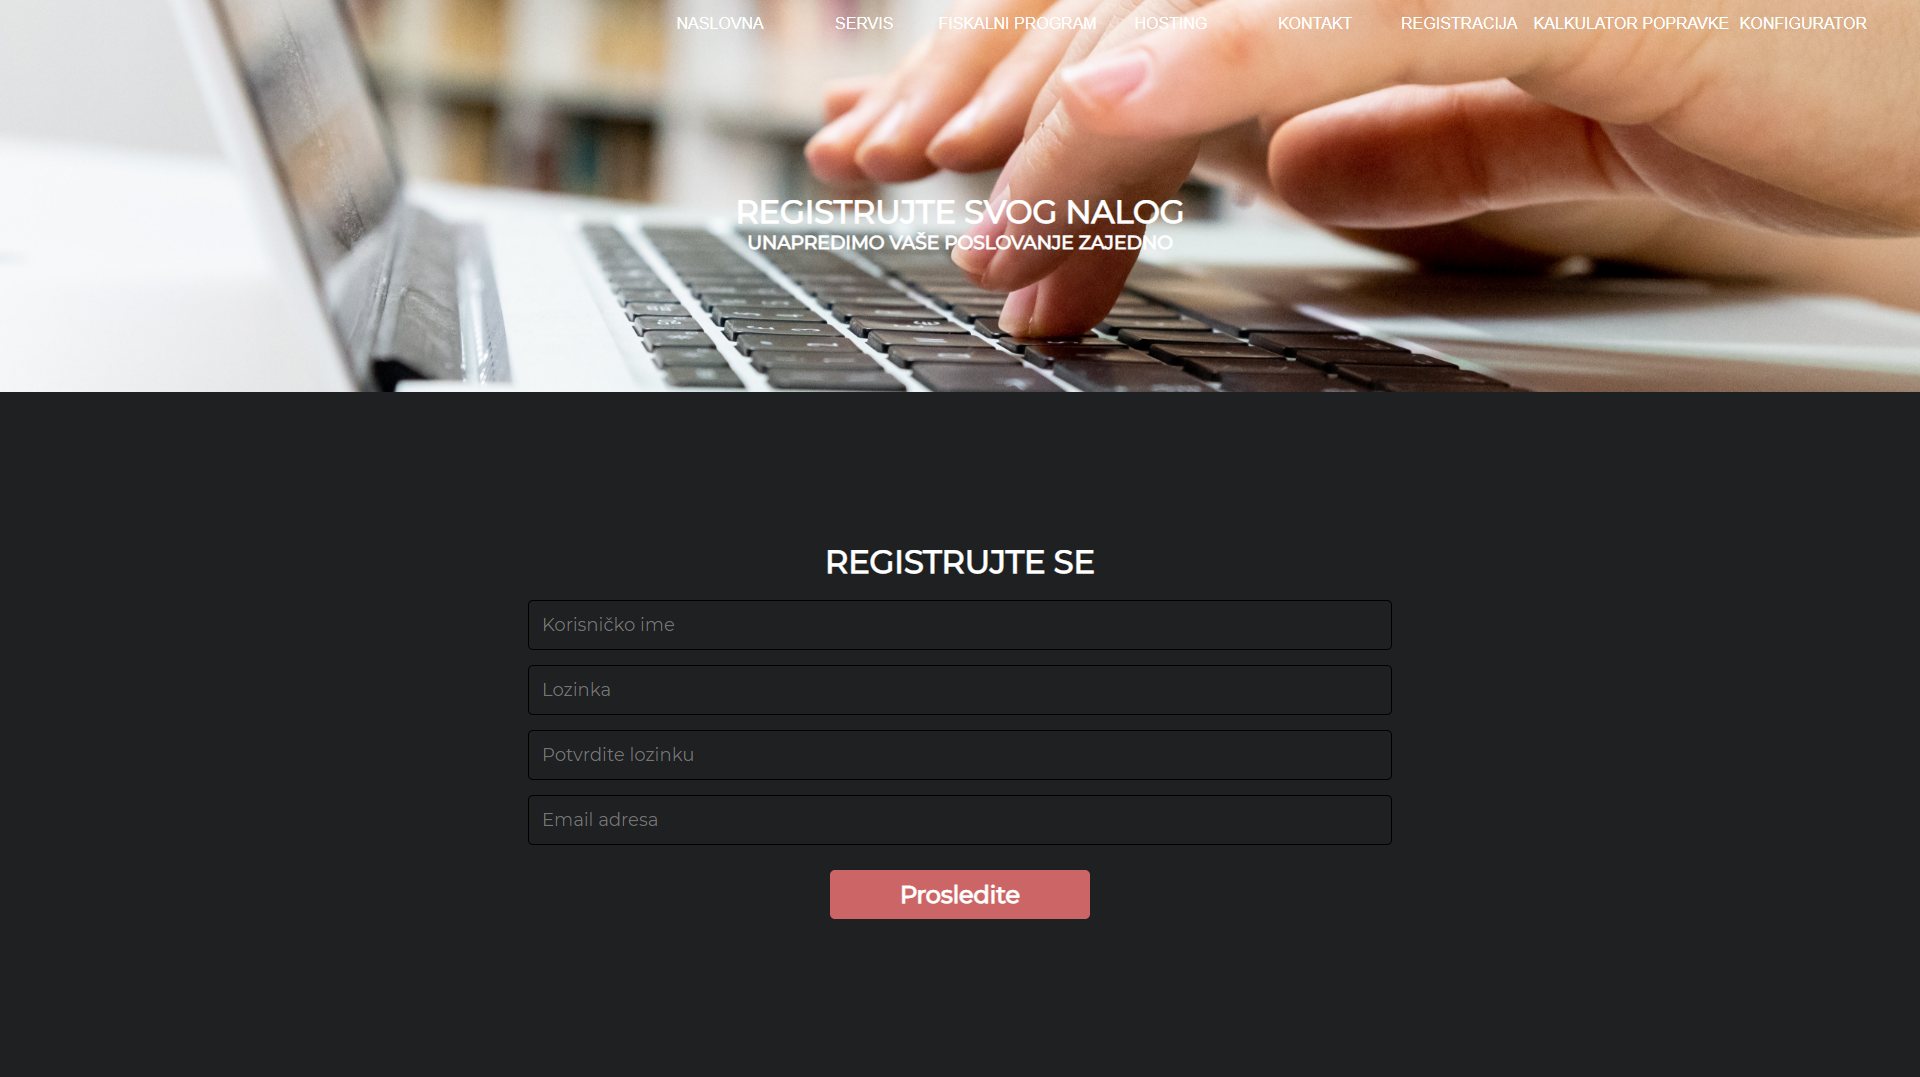 NASLOVNA SERVIS FISKALNI PROGRAM HOSTING KONTAKT REGISTRACIJA KALKULATOR POPRAVKE KONFIGURATOR
REGISTRUJTE SVOG NALOG
UNAPREDIMO VAŠE POSLOVANJE ZAJEDNO
REGISTRUJTE SE
Korisničko ime
Lozinka
Potvrdite lozinku
Email adresa
Prosledite